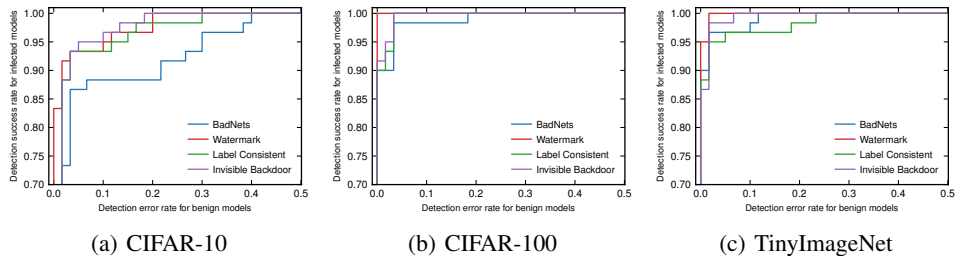 Detection success rate for infected models
1.00
0.95
0.90
0.85
0.80
0.75
0.70
BadNets
Watermark
Label Consistent
Invisible Backdoor
0.0 0.1 0.2 0.3 0.4 0.5
Detection error rate for benign models
(a) CIFAR-10
Detection success rate for infected models
1.00
0.95
0.90
0.85
0.80
0.75
0.70
BadNets
Watermark
Label Consistent
Invisible Backdoor
0.0 0.1 0.2 0.3 0.4 0.5
Detection error rate for benign models
(b) CIFAR-100
Detection success rate for infected models
1.00
0.95
0.90
0.85
0.80
0.75
0.70
BadNets
Watermark
Label Consistent
Invisible Backdoor
0.0 0.1 0.2 0.3 0.4 0.5
Detection error rate for benign models
(c) TinyImageNet